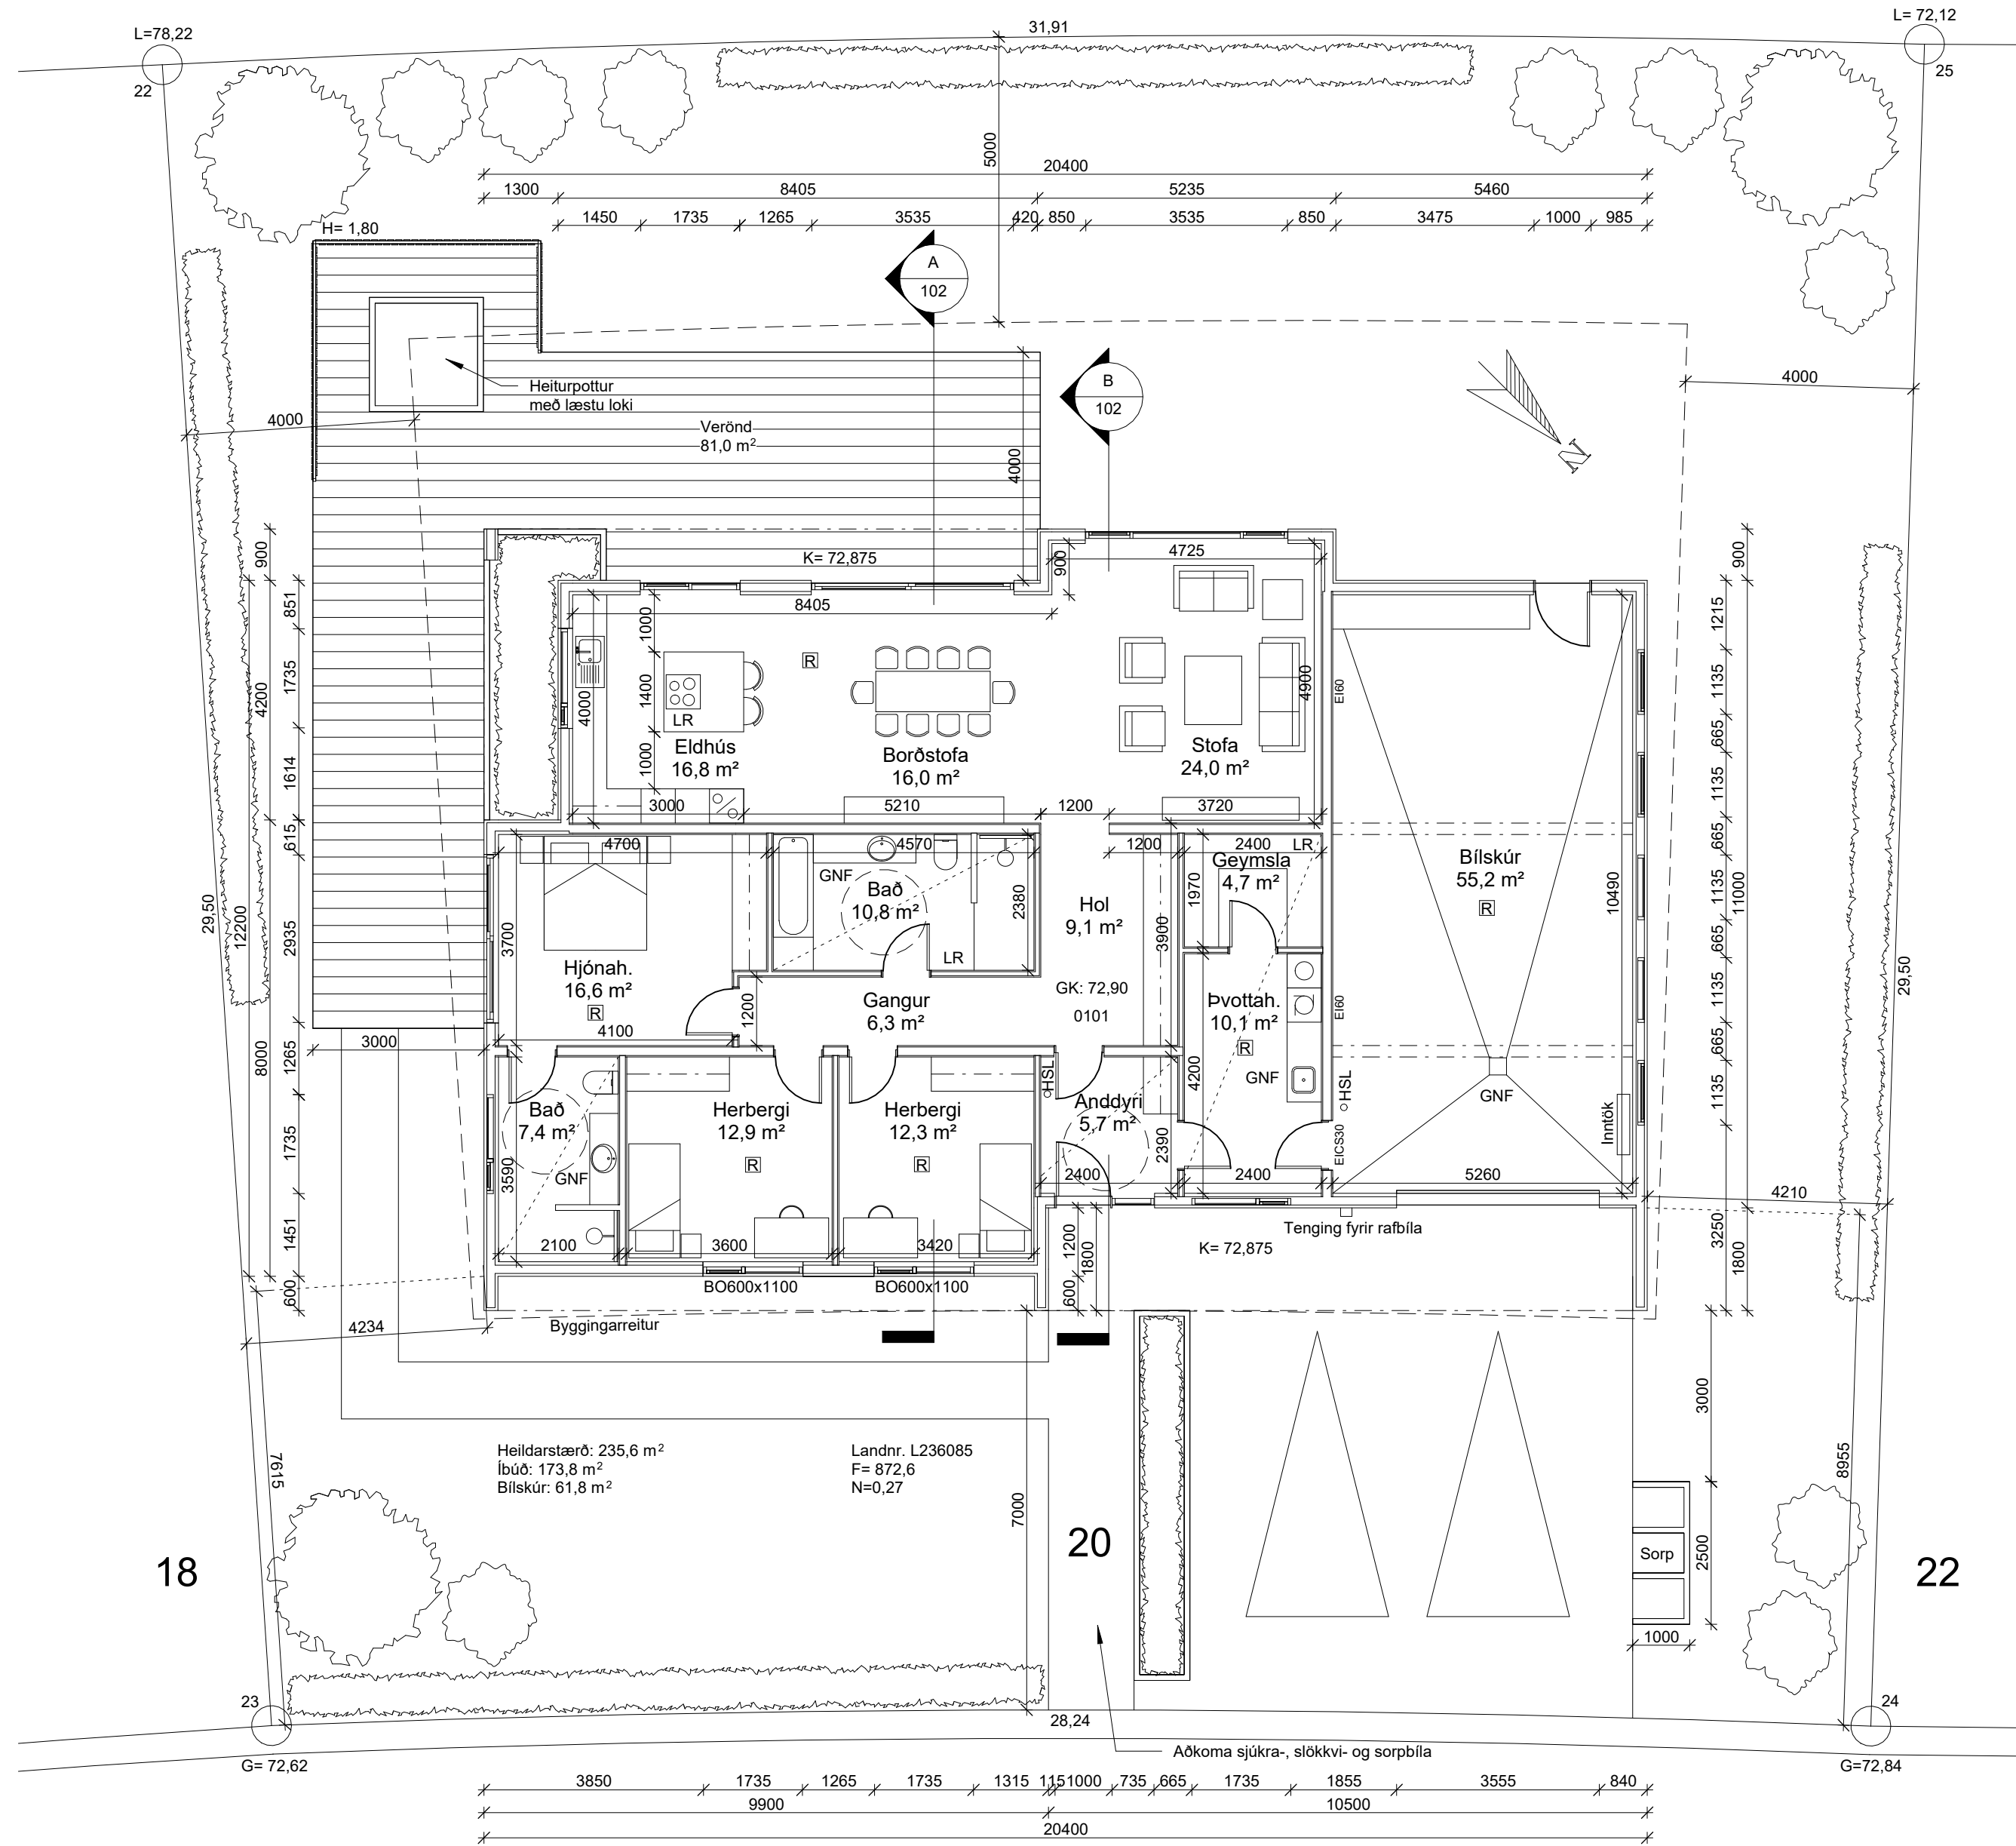 L=78,22
31,91
L= 72,12
22
25
5000
20400
1300
8405
5235
5460
1450
1735
1265
3535
420
850
3535
850
3475
1000
985
H= 1,80
A
102
B
102
Heiturpottur
með læstu loki
4000
4000
Verönd
81,0 m²
4000
N
900
K= 72,875
4725
900
900
8405
851
1000
1215
1735
4200
4000
1400
R
LR
4900
EI60
1135
665
Eldhús
16,8 m²
Borðstofa
16,0 m²
Stofa
24,0 m²
1614
1000
1135
3000
5210
1200
3720
665
615
4700
4570
1200
2400
LR
Geymsla
4,7 m²
Bílskúr
55,2 m²
R
GNF
Bað
10,8 m²
2380
Hol
9,1 m²
1970
3900
10490
1135
11000
29,50
12200
2935
3700
LR
665
Hjónah.
16,6 m²
R
Gangur
6,3 m²
1200
GK: 72,90
0101
Þvottah.
10,1 m²
R
EI60
1135
29,50
4100
3000
8000
1265
665
HSL
4200
GNF
HSL
GNF
1135
Bað
7,4 m²
Herbergi
12,9 m²
Herbergi
12,3 m²
Anddyri
5,7 m²
Inntök
1735
3590
GNF
R
R
2390
EICS30
2400
2400
5260
4210
1451
2100
3600
3420
1200
1800
Tenging fyrir rafbíla
K= 72,875
3250
1800
600
BO600x1100
BO600x1100
600
4234
Byggingarreitur
3000
7615
Heildarstærð: 235,6 m²
Íbúð: 173,8 m²
Bílskúr: 61,8 m²
Landnr. L236085
F= 872,6
N=0,27
7000
8955
18
20
22
Sorp
2500
1000
23
28,24
24
Aðkoma sjúkra-, slökkvi- og sorpbíla
G= 72,62
G=72,84
3850
1735
1265
1735
1315
115
1000
735
665
1735
1855
3555
840
9900
10500
20400